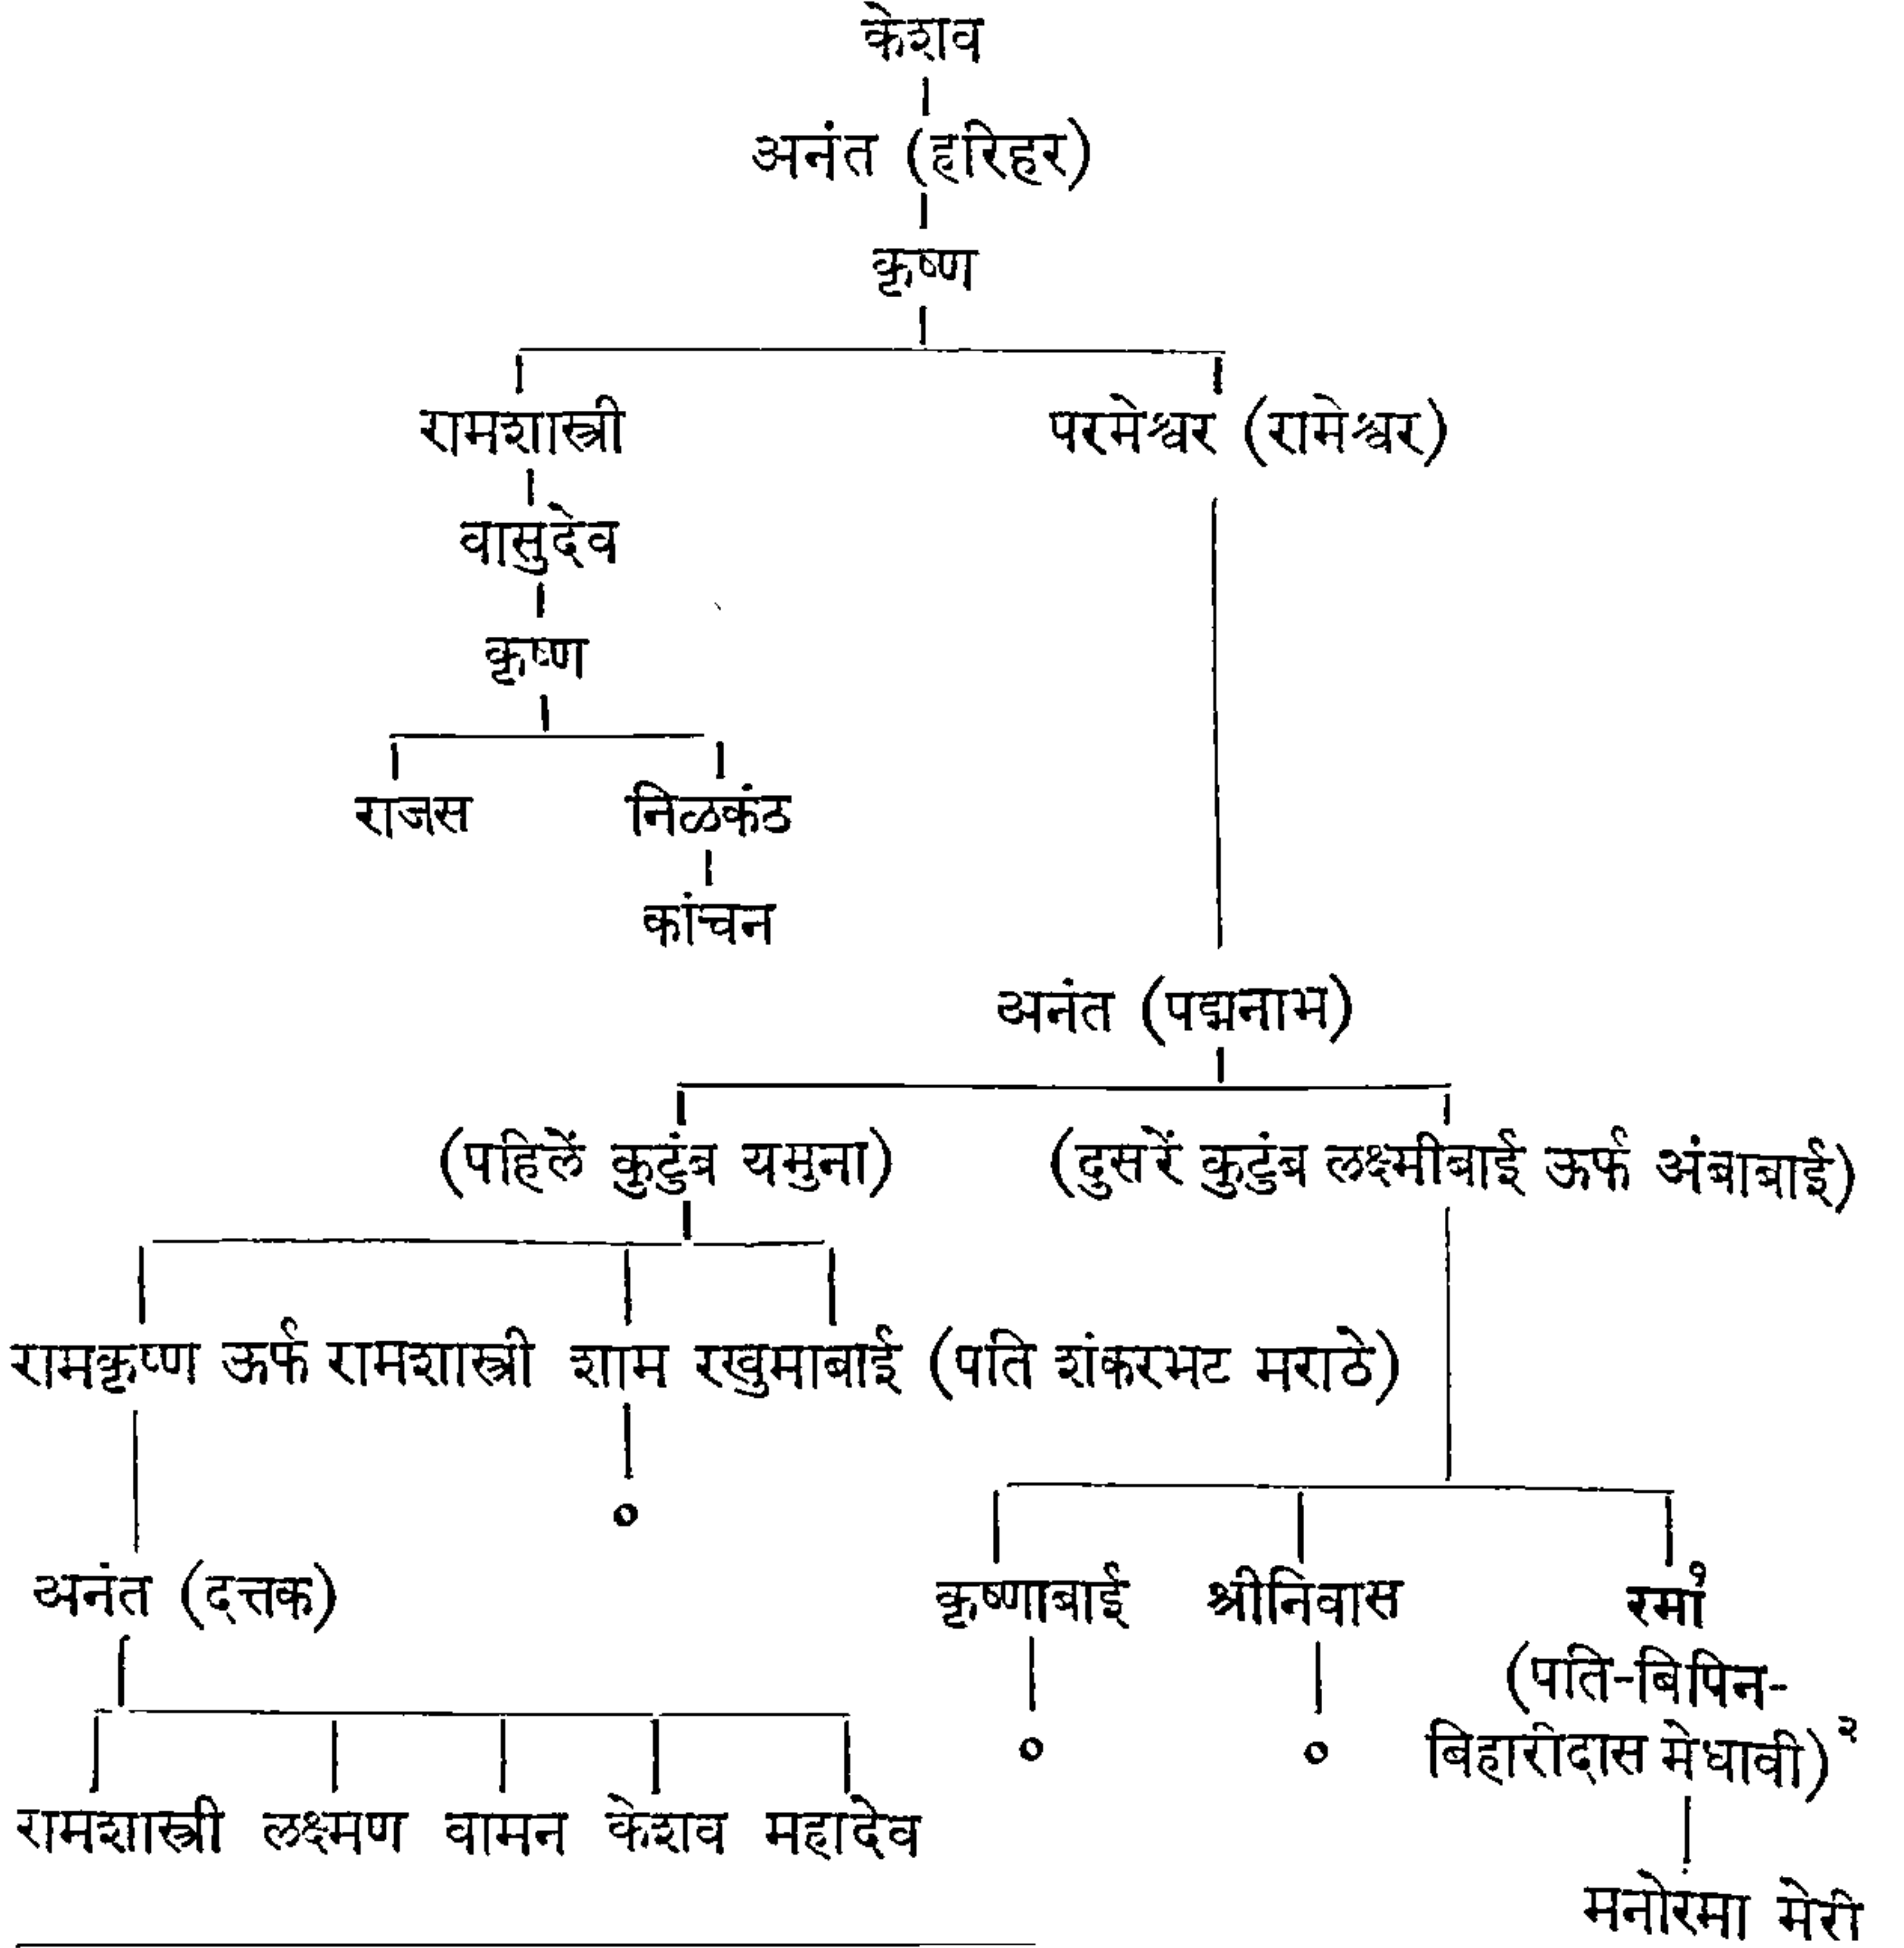 केशव
अनंत (हरिहर)
कृष्ण
रामशास्त्री परमेश्वर (रामेश्वर)
वासुदेव
कृष्ण
राजस निळकंठ
कांचन
अनंत (पद्मनाभ)
(पहिलें कुटुंब यमुना) (दुसरें कुटुंब लक्ष्मीबाई ऊर्फ अंबाबाई)
रामकृष्ण ऊर्फ रामशास्त्री शाम रखुमाबाई (पति शंकरभट मराठे)
०
अनंत (दत्तक) कृष्णाबाई श्रीनिवास रमा१
(पति-बिपिन-
० ० बिहारीदास मेधावी)२
रामशास्त्री लक्ष्मण वामन केशव महादेव
मनोरमा मेरी